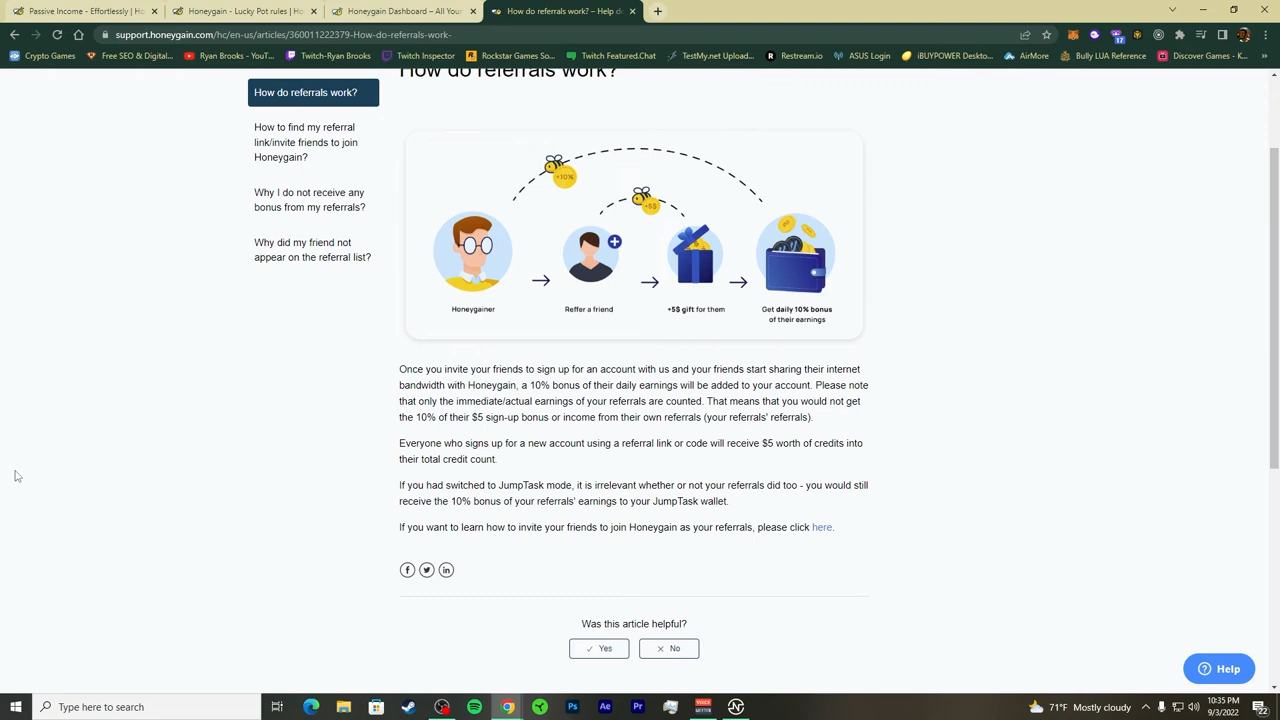 Passive Income - Effortlessly | Ho
Honeygain - Lucky Pot rules | Ho
Honeygain Dashboard – All Your
How do referrals work? – Help ce
support.honeygain.com/hc/en-us/articles/360011222379-How-do-referrals-work-
Crypto Games
Free SEO & Digital...
Ryan Brooks - YouT...
Twitch-Ryan Brooks
Twitch Inspector
Rockstar Games So...
Twitch Featured.Chat
TestMy.net Upload...
Restream.io
ASUS Login
iBUYPOWER Deskto...
AirMore
Bully LUA Reference
Discover Games - K...
17
How do referrals work?
How do referrals work?
How to find my referral
link/invite friends to join
Honeygain?
Why I do not receive any
bonus from my referrals?
Why did my friend not
appear on the referral list?
+10%
+5$
Honeygainer
Reffer a friend
+5$ gift for them
Get daily 10% bonus
of their earnings
Once you invite your friends to sign up for an account with us and your friends start sharing their internet
bandwidth with Honeygain, a 10% bonus of their daily earnings will be added to your account. Please note
that only the immediate/actual earnings of your referrals are counted. That means that you would not get
the 10% of their $5 sign-up bonus or income from their own referrals (your referrals' referrals).
Everyone who signs up for a new account using a referral link or code will receive $5 worth of credits into
their total credit count.
If you had switched to JumpTask mode, it is irrelevant whether or not your referrals did too - you would still
receive the 10% bonus of your referrals' earnings to your JumpTask wallet.
If you want to learn how to invite your friends to join Honeygain as your referrals, please click here.
Was this article helpful?
Yes
No
Help
Type here to search
Ps
Ae
Pr
71°F Mostly cloudy
10:35 PM
9/3/2022
22